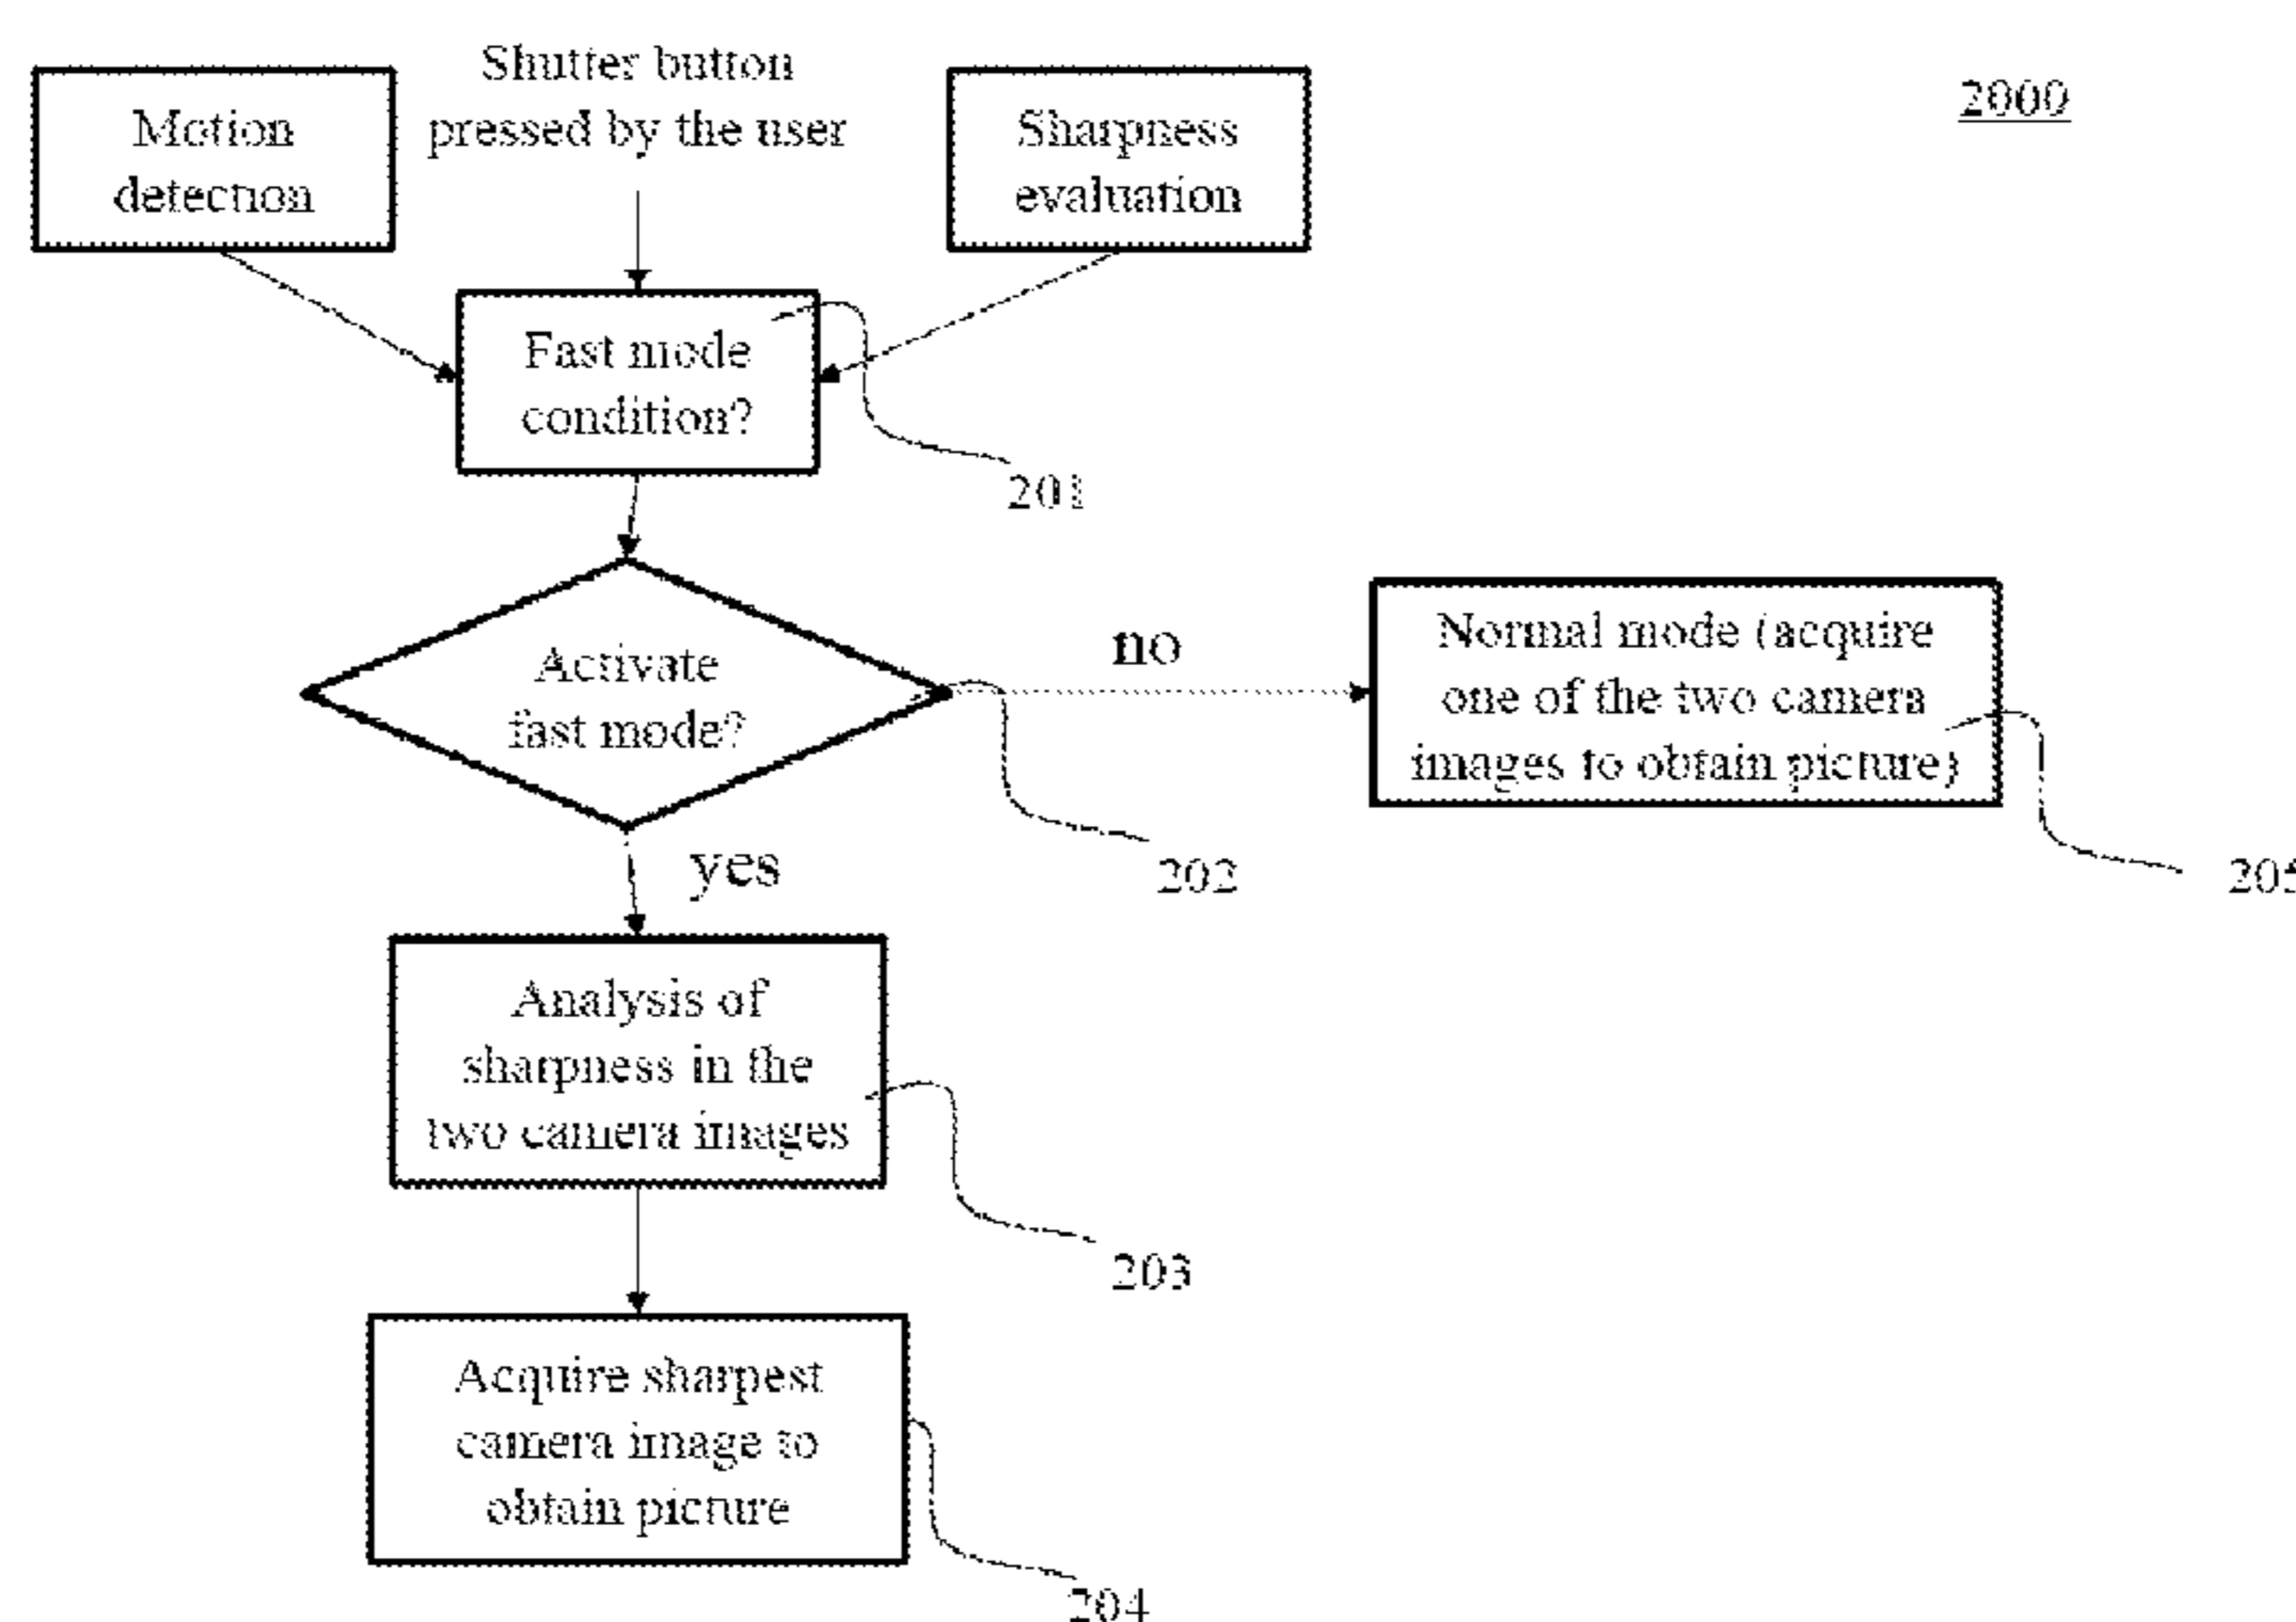 Shutter button
pressed by the user
Motion
detection
Sharpness
evaluation
2000
Fast mode
condition?
201
Activate
fast mode?
no
Normal mode (acquire
one of the two camera
images to obtain picture)
202
205
yes
Analysis of
sharpness in the
two camera images
203
Acquire sharpest
camera image to
obtain picture
204